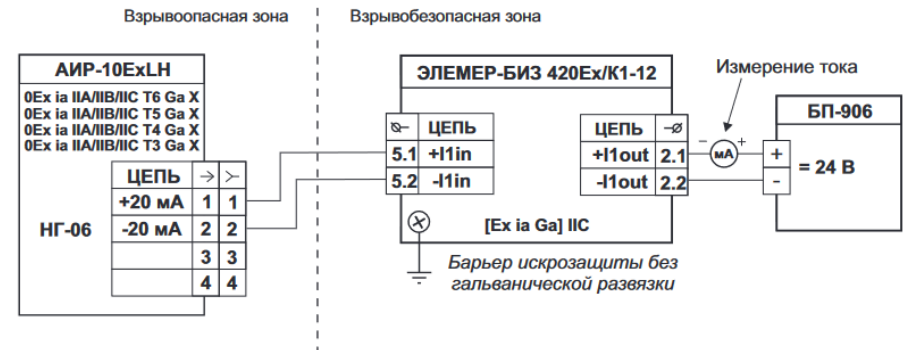 Взрывоопасная зона
Взрывобезопасная зона
АИР-10ExLH
0Ex ia IIA/IIB/IIC T6 Ga X
0Ex ia IIA/IIB/IIC T5 Ga X
0Ex ia IIA/IIB/IIC T4 Ga X
0Ex ia IIA/IIB/IIC T3 Ga X
ЦЕПЬ
+20 мА 1 1
-20 мА 2 2
3 3
4 4
НГ-06
ЭЛЕМЕР-БИЗ 420Ex/К1-12
ЦЕПЬ
5.1 +I1in
5.2 -I1in
ЦЕПЬ
+I1out 2.1
-I1out 2.2
[Ex ia Ga] IIC
Барьер искрозащиты без
гальванической развязки
Измерение тока
- мА +
БП-906
+
-
= 24 В